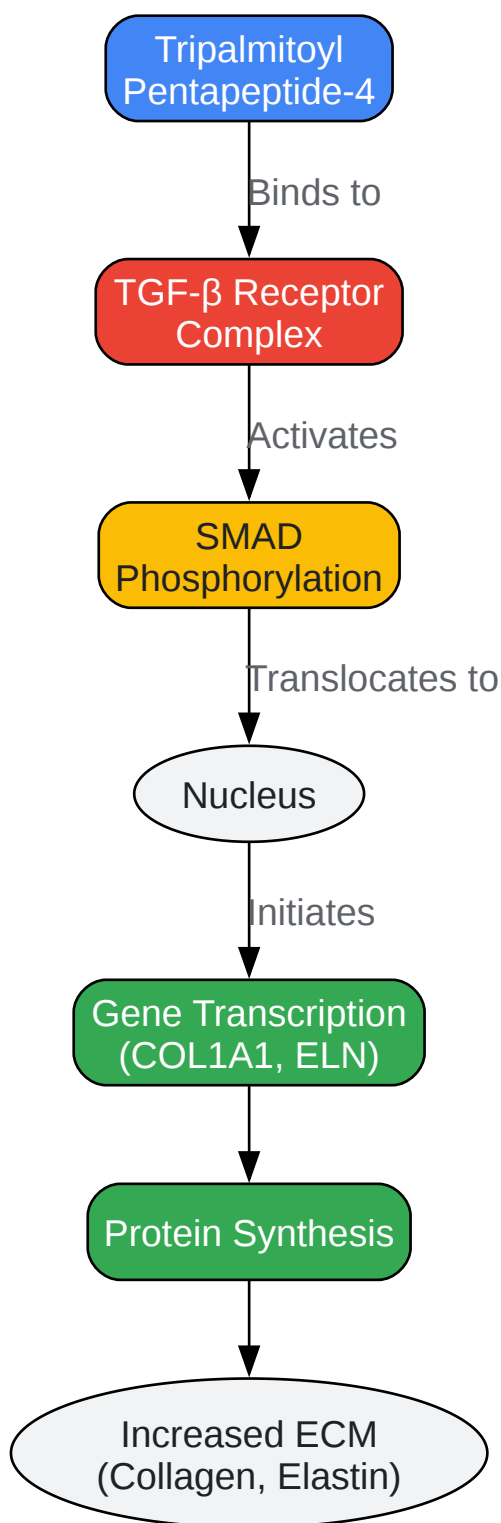 Tripalmitoyl
Pentapeptide-4
Binds to
TGF-β Receptor
Complex
Activates
SMAD
Phosphorylation
Translocates to
Nucleus
Initiates
Gene Transcription
(COL1A1, ELN)
Protein Synthesis
Increased ECM
(Collagen, Elastin)